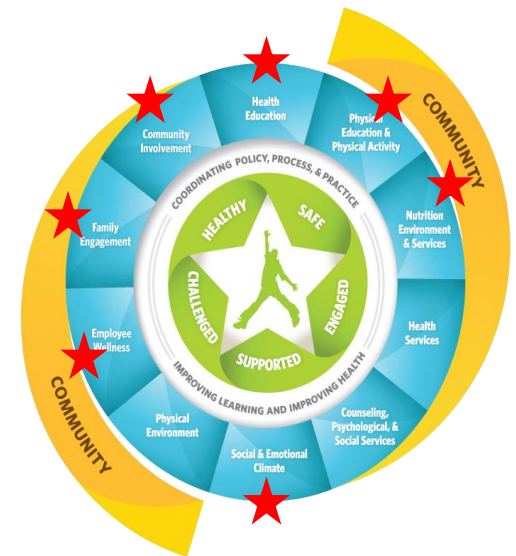 COMMUNITY
Health
Education
Physical
Education &
Physical Activity
Nutrition
Environment
& Services
Health
Services
Counseling,
Psychological, &
Social Services
Social & Emotional
Climate
Physical
Environment
Employee
Wellness
Family
Engagement
Community
Involvement
COORDINATING POLICY, PROCESS, & PRACTICE
IMPROVING LEARNING AND IMPROVING HEALTH
HEALTHY
SAFE
ENGAGED
SUPPORTED
CHALLENGED
COMMUNITY